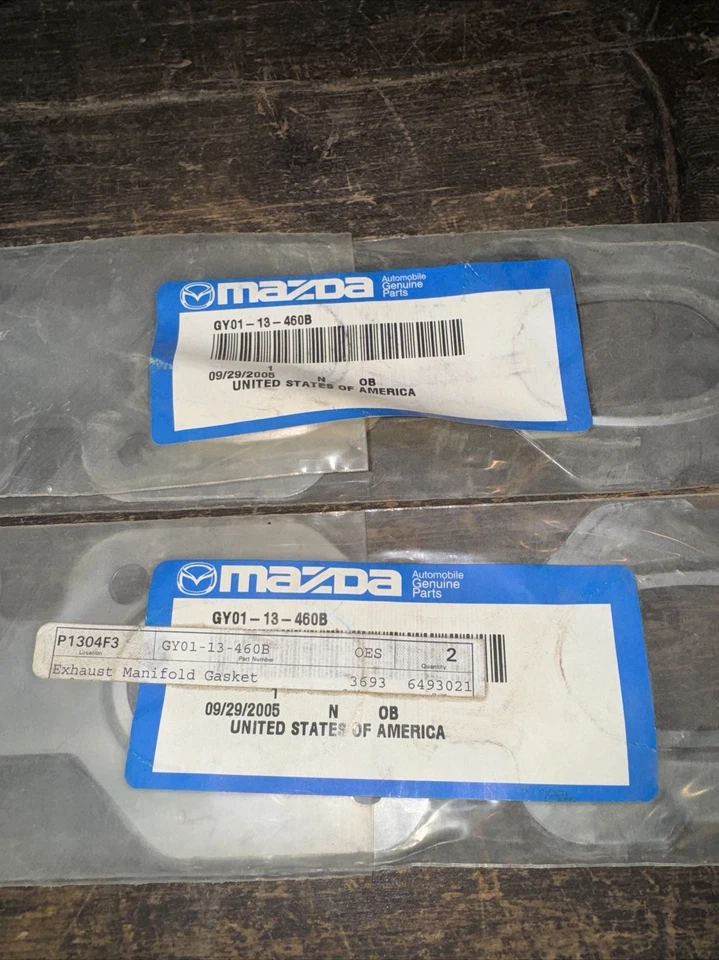 mazda Automobile Genuine Parts
GY01-13-460B
1
09/29/2005 N OB
UNITED STATES OF AMERICA
mazda Automobile Genuine Parts
GY01-13-460B
P1304F3 GY01-13-460B OES 2
Location Part Number Quantity
Exhaust Manifold Gasket 3693 6493021
1
09/29/2005 N OB
UNITED STATES OF AMERICA